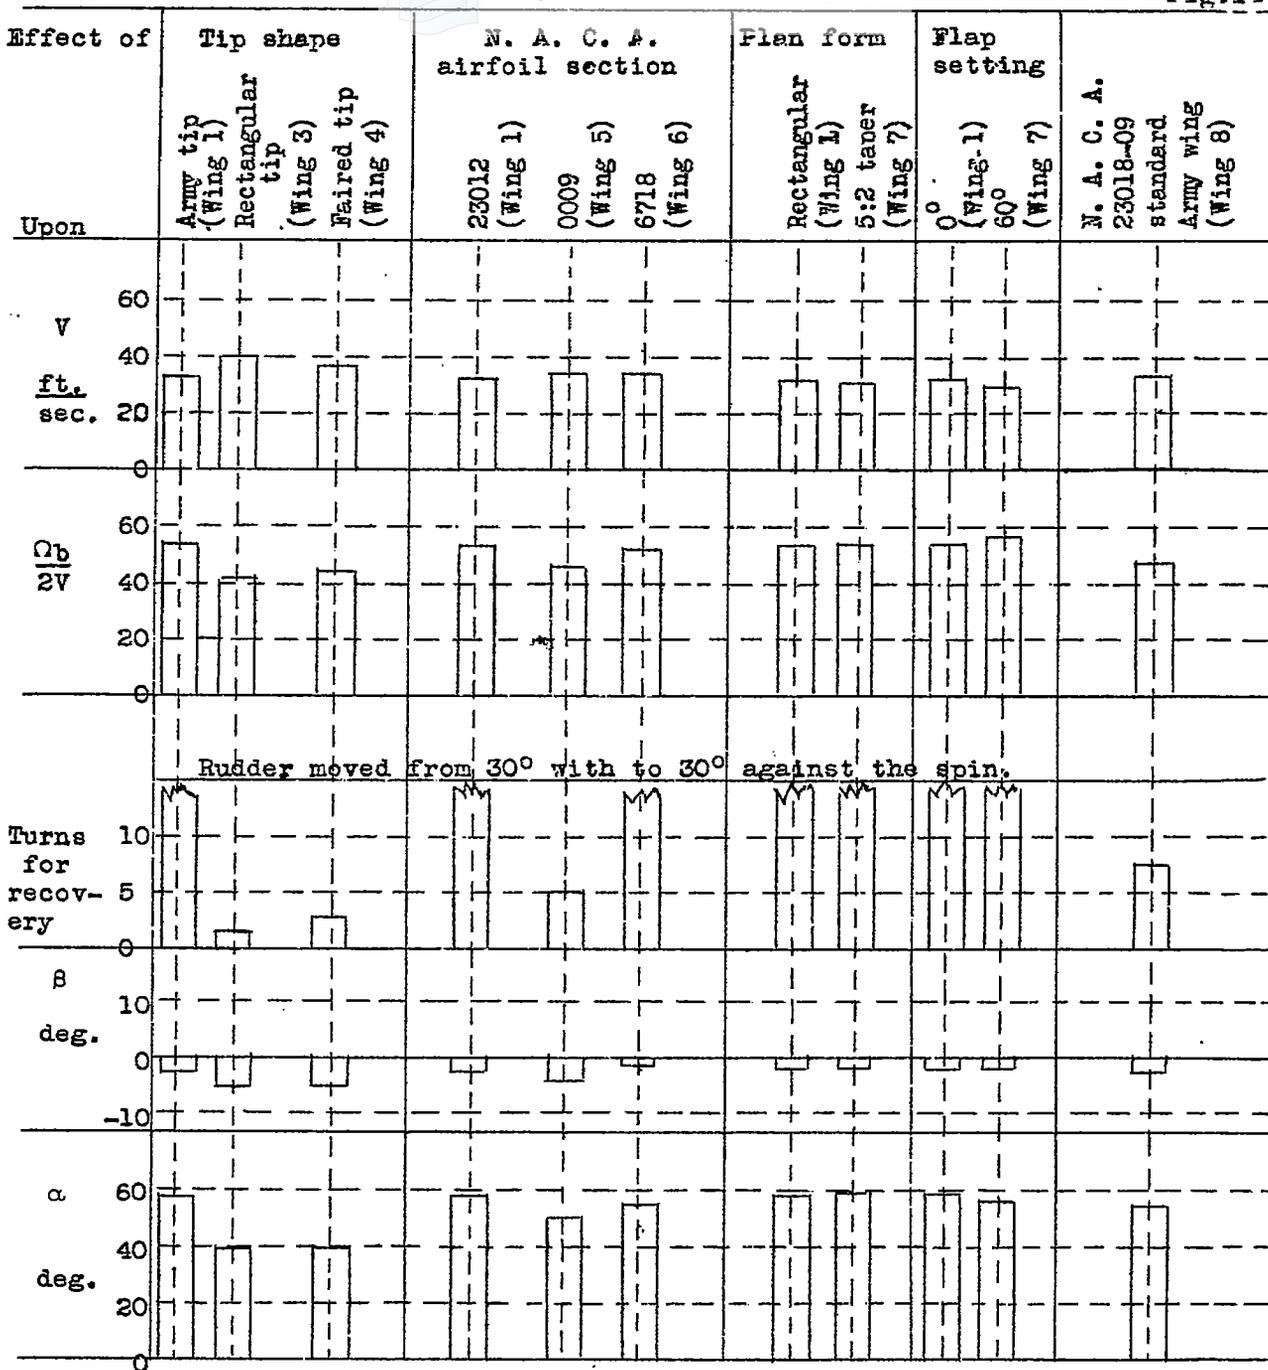 Effect of
Tip shape
N. A. C. A.
airfoil section
Plan form
Flap
setting
Upon
Army tip
(Wing 1)
Rectangular
tip
(Wing 3)
Faired tip
(Wing 4)
23012
(Wing 1)
0009
(Wing 5)
6718
(Wing 6)
Rectangular
(Wing 1)
5:2 taper
(Wing 7)
0°
(Wing-1)
60°
(Wing 7)
N. A. C. A.
23018-09
standard
Army wing
(Wing 8)
V
ft.
sec.
60
40
20
0
Ωb
2V
60
40
20
0
Rudder moved from 30° with to 30° against the spin.
Turns
for
recov-
ery
10
5
0
β
deg.
10
0
-10
α
deg.
60
40
20
0